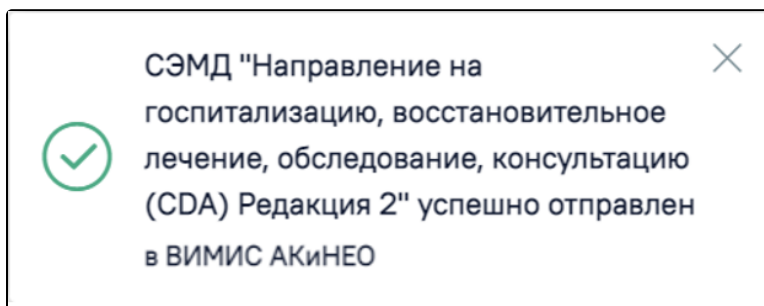 СЭМД "Направление на
госпитализацию, восстановительное
лечение, обследование, консультацию
(CDA) Редакция 2" успешно отправлен
в ВИМИС АКиНЕО